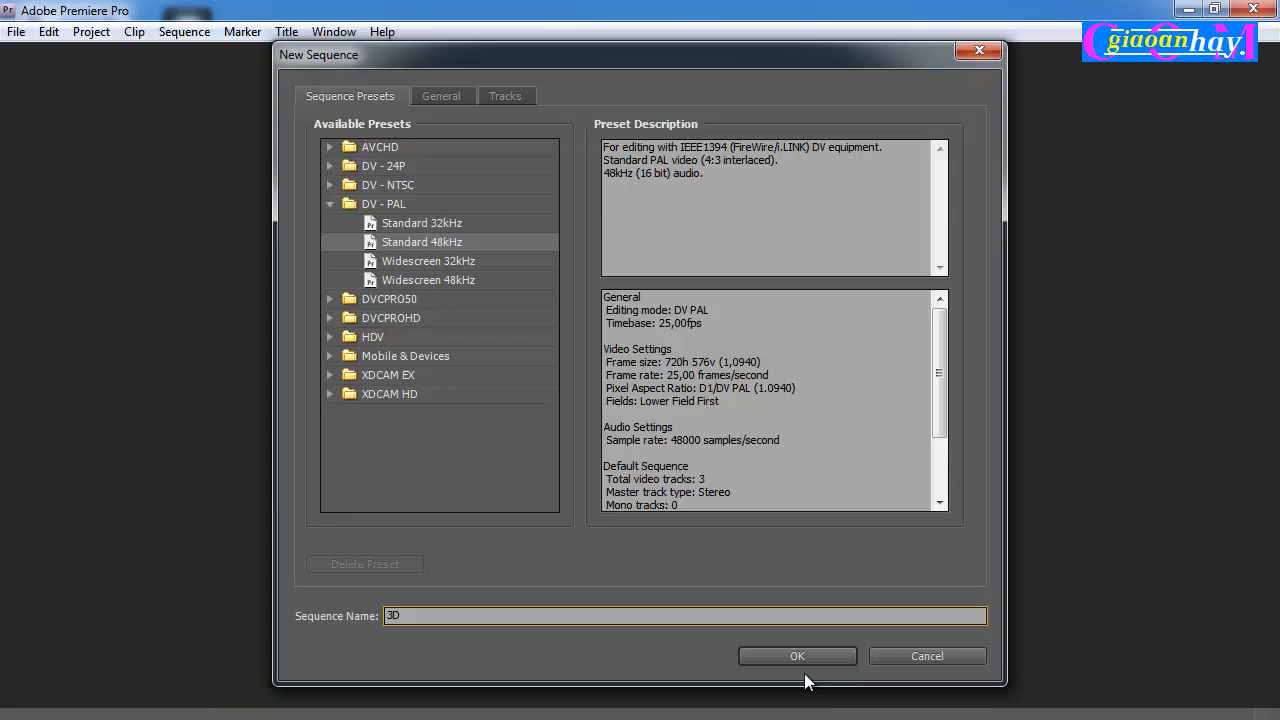 Adobe Premiere Pro
File Edit Project Clip Sequence Marker Title Window Help
COM
giaoanhay.
New Sequence
Sequence Presets General Tracks
Available Presets
AVCHD
DV - 24P
DV - NTSC
DV - PAL
Standard 32kHz
Standard 48kHz
Widescreen 32kHz
Widescreen 48kHz
DVCPRO50
DVCPROHD
HDV
Mobile & Devices
XDCAM EX
XDCAM HD
Preset Description
For editing with IEEE1394 (FireWire/i.LINK) DV equipment.
Standard PAL video (4:3 interlaced).
48kHz (16 bit) audio.
General
Editing mode: DV PAL
Timebase: 25,00fps
Video Settings
Frame size: 720h 576v (1,0940)
Frame rate: 25,00 frames/second
Pixel Aspect Ratio: D1/DV PAL (1.0940)
Fields: Lower Field First
Audio Settings
Sample rate: 48000 samples/second
Default Sequence
Total video tracks: 3
Master track type: Stereo
Mono tracks: 0
Delete Preset
Sequence Name: 3D
OK Cancel